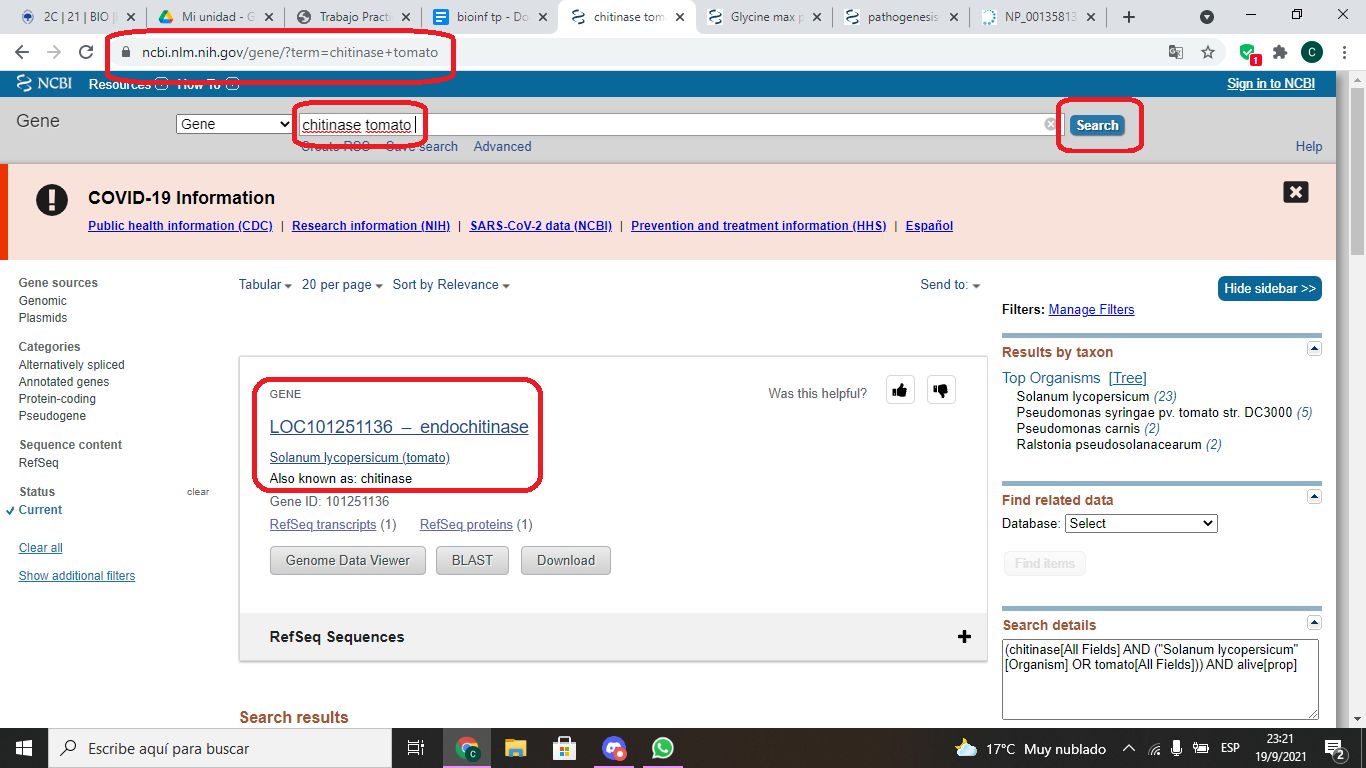 2C | 21 | BIO |
Mi unidad - G
Trabajo Practi
bioinf tp - Do
chitinase tom
Glycine max p
pathogenesis
NP_00135813
ncbi.nlm.nih.gov/gene/?term=chitinase+tomato
1
C
NCBI Resources How To Sign in to NCBI
Gene Gene chitinase tomato Search
Create RSS Save search Advanced Help
COVID-19 Information
Public health information (CDC) | Research information (NIH) | SARS-CoV-2 data (NCBI) | Prevention and treatment information (HHS) | Español
Gene sources
Genomic
Plasmids
Categories
Alternatively spliced
Annotated genes
Protein-coding
Pseudogene
Sequence content
RefSeq
Status clear
Current
Clear all
Show additional filters
Tabular 20 per page Sort by Relevance Send to:
GENE Was this helpful?
LOC101251136 – endochitinase
Solanum lycopersicum (tomato)
Also known as: chitinase
Gene ID: 101251136
RefSeq transcripts (1) RefSeq proteins (1)
Genome Data Viewer BLAST Download
RefSeq Sequences
Search results
Hide sidebar >>
Filters: Manage Filters
Results by taxon
Top Organisms [Tree]
Solanum lycopersicum (23)
Pseudomonas syringae pv. tomato str. DC3000 (5)
Pseudomonas carnis (2)
Ralstonia pseudosolanacearum (2)
Find related data
Database: Select
Find items
Search details
(chitinase[All Fields] AND ("Solanum lycopersicum"
[Organism] OR tomato[All Fields])) AND alive[prop]
Escribe aquí para buscar
C
17°C Muy nublado
ESP
23:21
19/9/2021
2